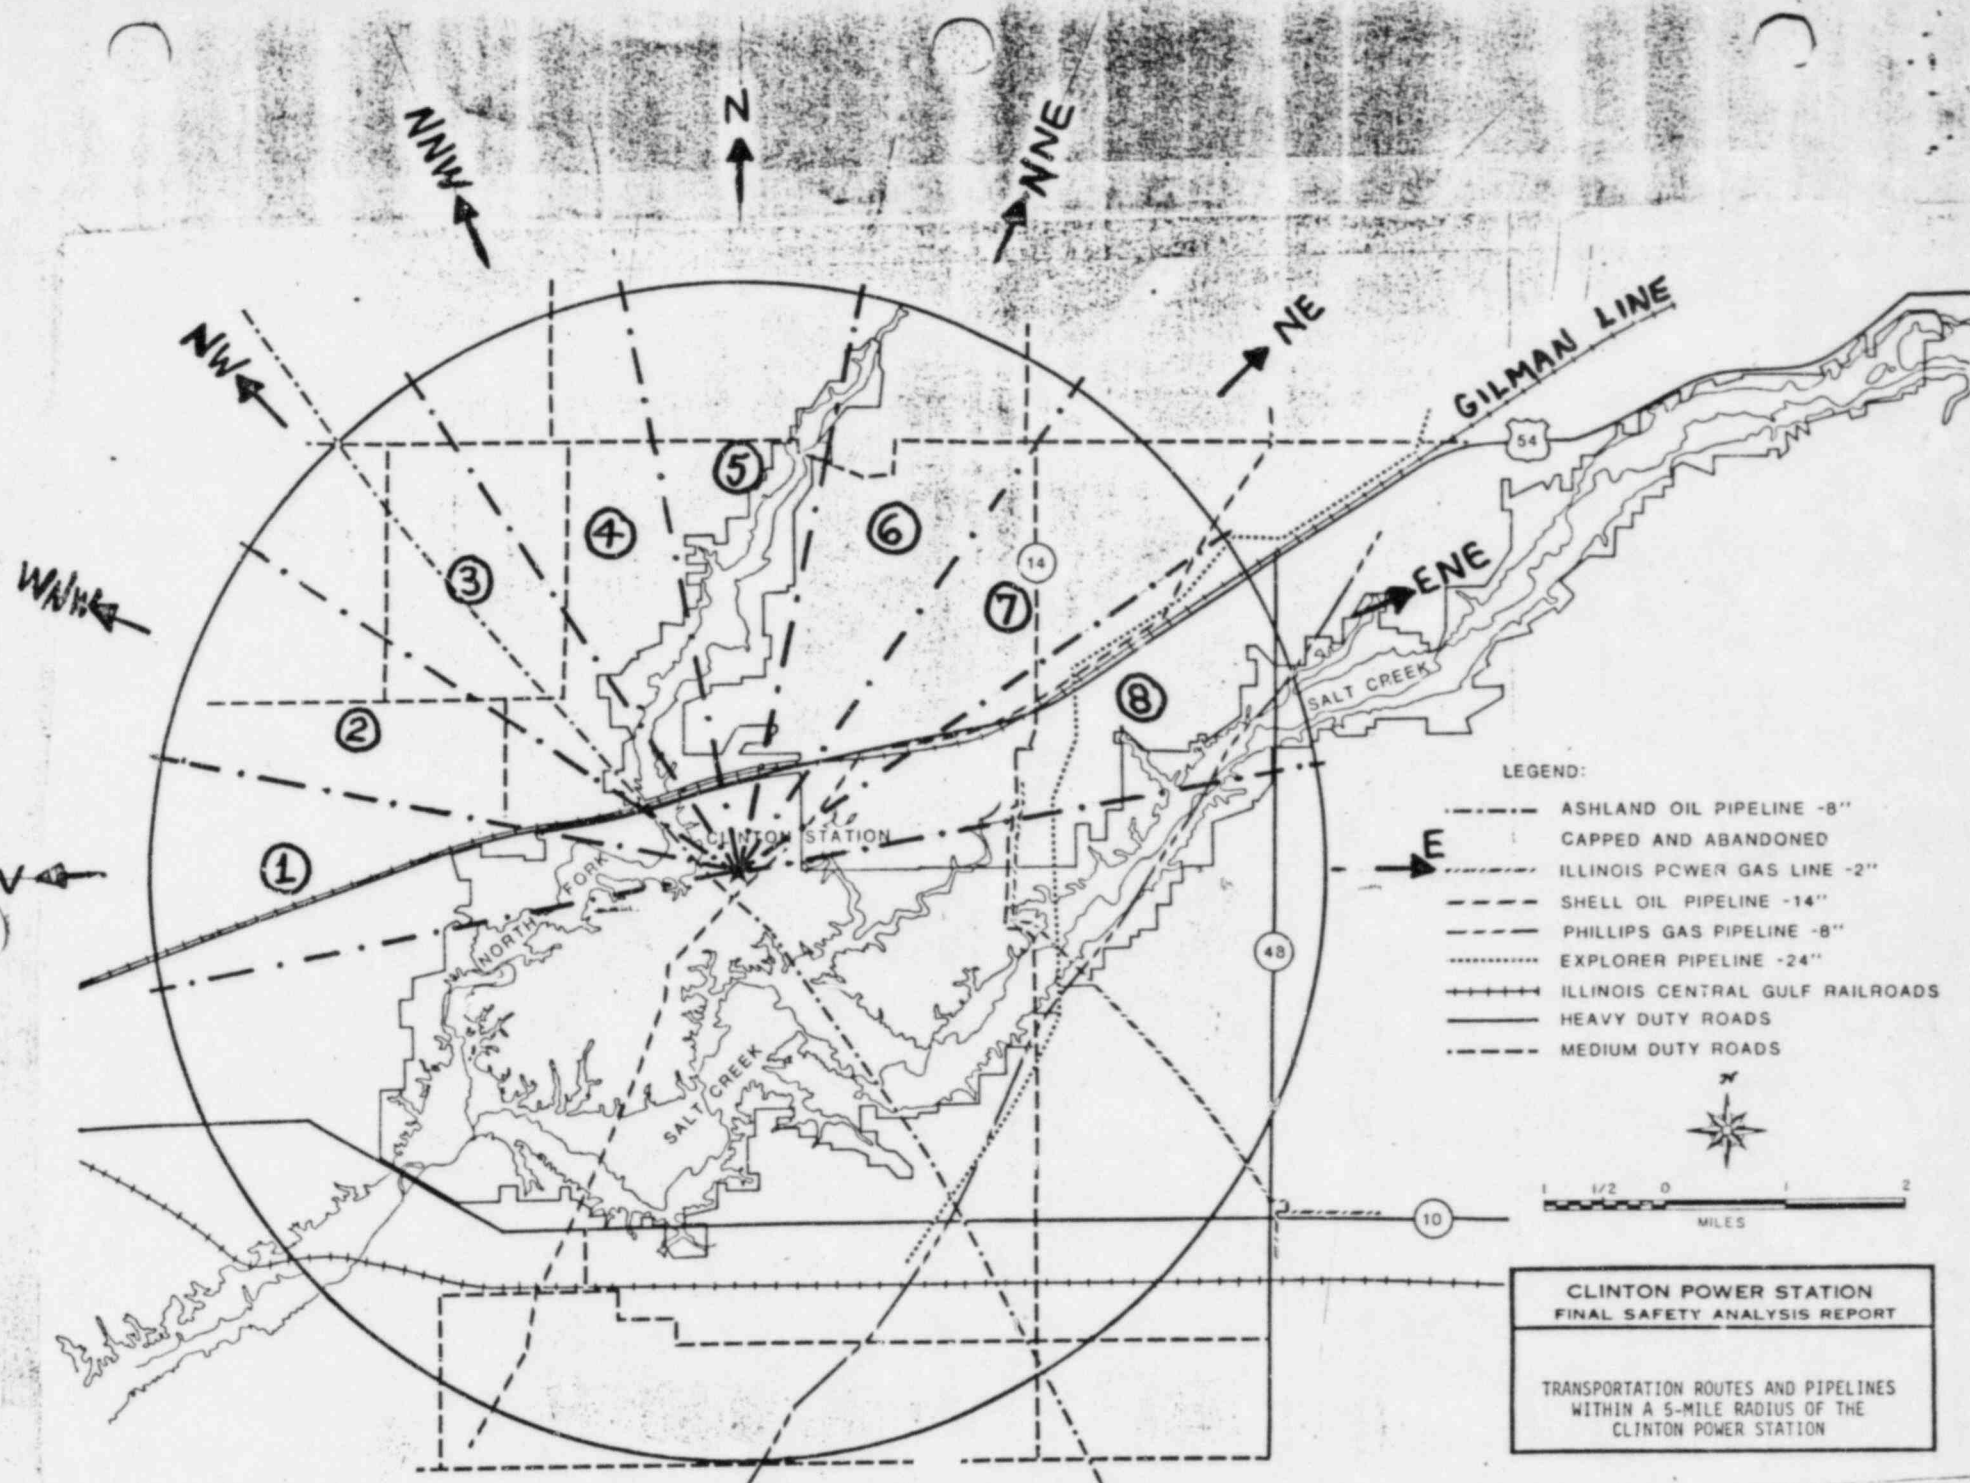 N
NNW
NNE
NW
NE
GILMAN LINE
54
WNW
ENE
5
4
6
3
14
7
8
2
SALT CREEK
1
CLINTON STATION
E
NORTH FORK
48
SALT CREEK
10
LEGEND:
ASHLAND OIL PIPELINE -8"
CAPPED AND ABANDONED
ILLINOIS POWER GAS LINE -2"
SHELL OIL PIPELINE -14"
PHILLIPS GAS PIPELINE -8"
EXPLORER PIPELINE -24"
ILLINOIS CENTRAL GULF RAILROADS
HEAVY DUTY ROADS
MEDIUM DUTY ROADS
N
1 1/2 0 1 2
MILES
CLINTON POWER STATION
FINAL SAFETY ANALYSIS REPORT
TRANSPORTATION ROUTES AND PIPELINES
WITHIN A 5-MILE RADIUS OF THE
CLINTON POWER STATION